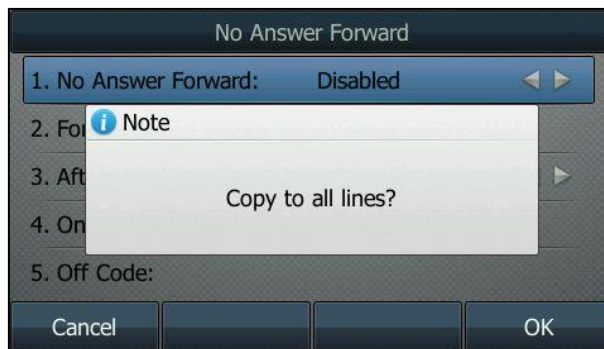 No Answer Forward
1. No Answer Forward: Disabled
2. For
Note
3. Aft
Copy to all lines?
4. On
5. Off Code:
Cancel
OK